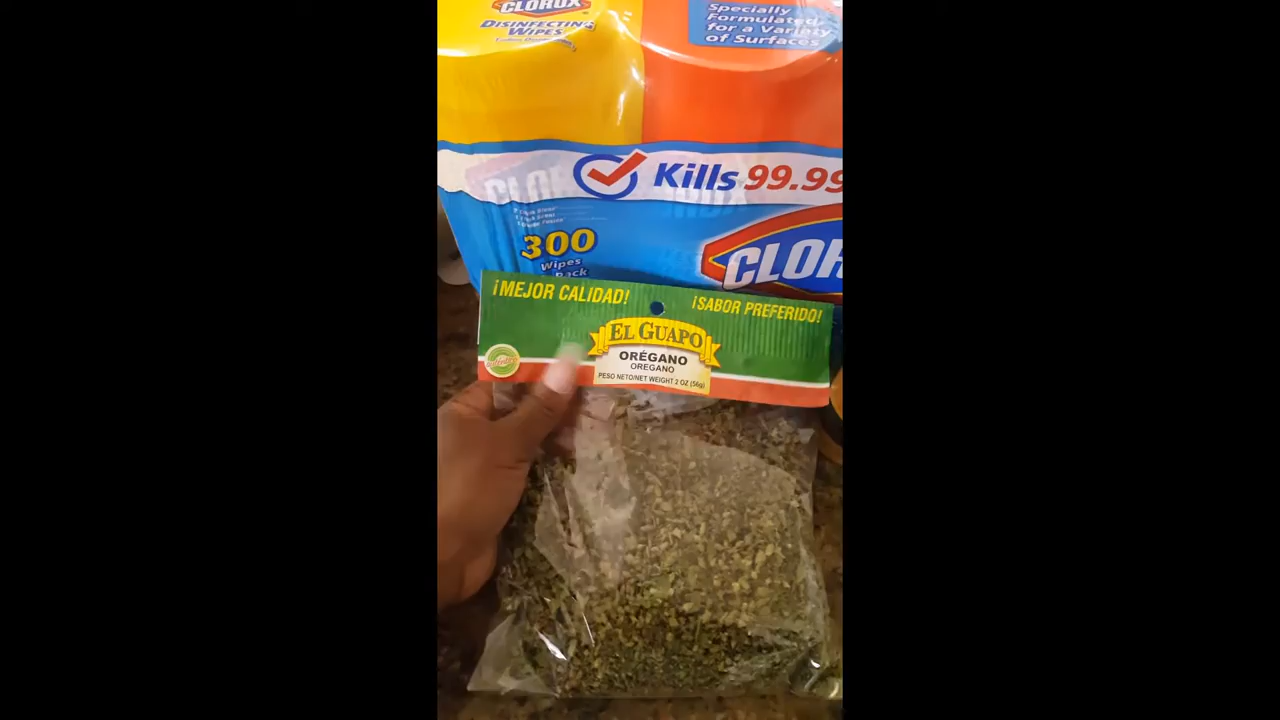 CLOROX
DISINFECTING
WIPES
Specially
Formulated
for a Variety
of Surfaces
Kills 99.99
300
Wipes
Pack
CLOR
¡MEJOR CALIDAD!
¡SABOR PREFERIDO!
EL GUAPO
ORÉGANO
OREGANO
PESO NETO/NET WEIGHT 2 OZ (56g)